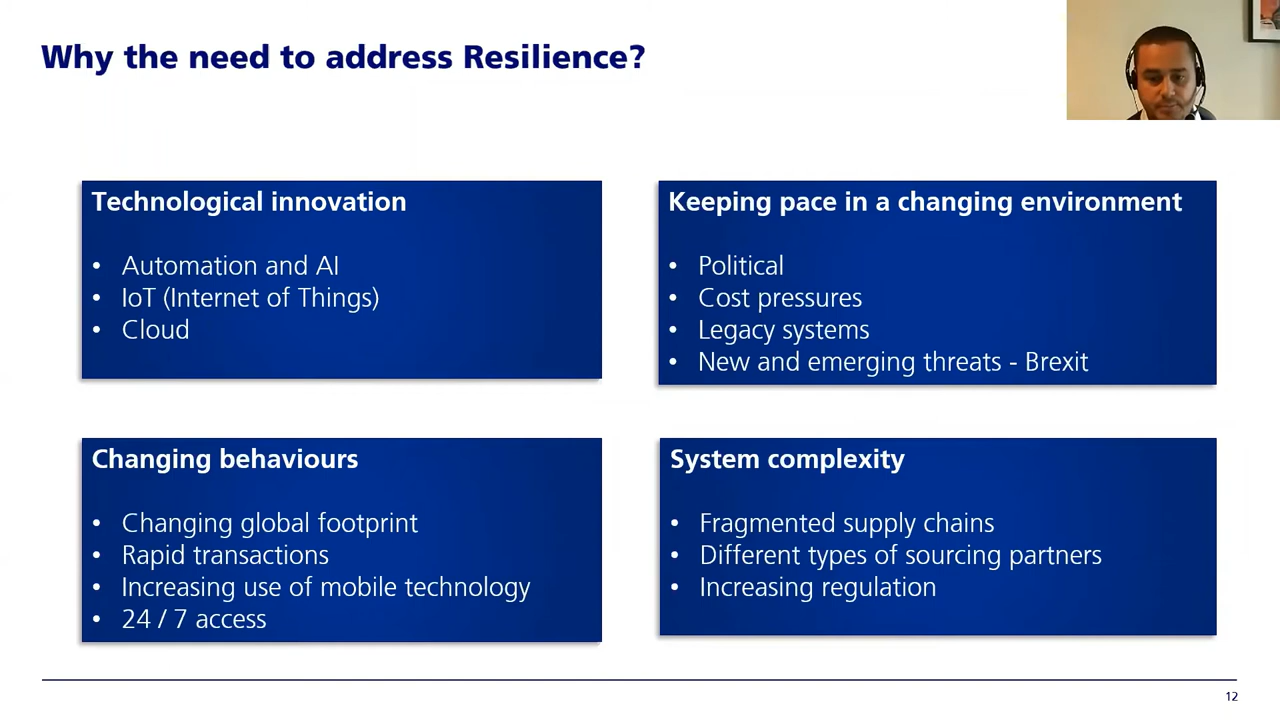 Why the need to address Resilience?
Technological innovation
• Automation and AI
• IoT (Internet of Things)
• Cloud
Keeping pace in a changing environment
• Political
• Cost pressures
• Legacy systems
• New and emerging threats - Brexit
Changing behaviours
• Changing global footprint
• Rapid transactions
• Increasing use of mobile technology
• 24 / 7 access
System complexity
• Fragmented supply chains
• Different types of sourcing partners
• Increasing regulation
12